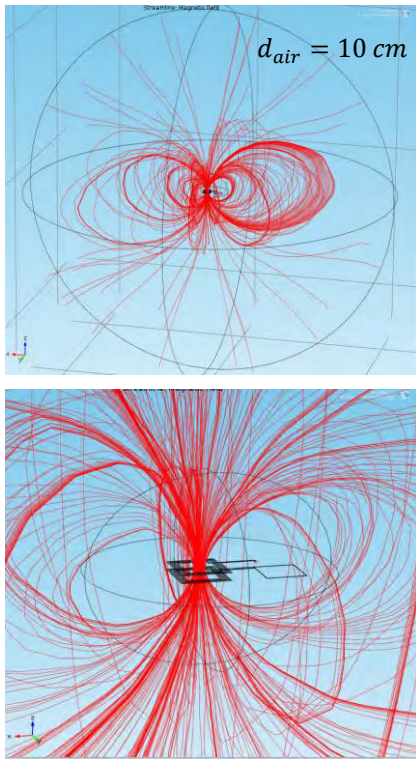 Streamline: Magnetic field
d_air = 10 cm
z
x